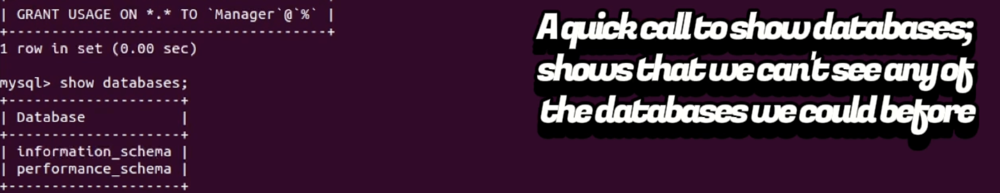 | GRANT USAGE ON *.* TO `Manager`@`%` |
+-------------------------------------+
1 row in set (0.00 sec)
mysql> show databases;
+--------------------+
| Database           |
+--------------------+
| information_schema |
| performance_schema |
+--------------------+
A quick call to show databases;
shows that we can't see any of
the databases we could before